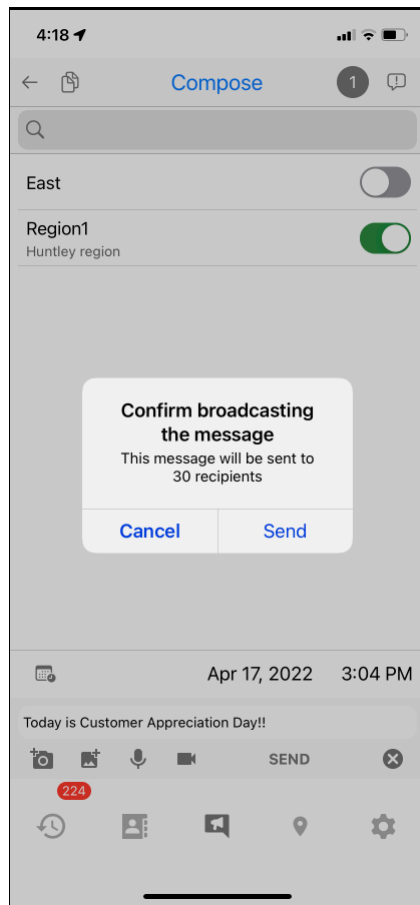 4:18
Compose
1
East
Region1
Huntley region
Confirm broadcasting
the message
This message will be sent to
30 recipients
Cancel Send
Apr 17, 2022 3:04 PM
Today is Customer Appreciation Day!!
SEND
224